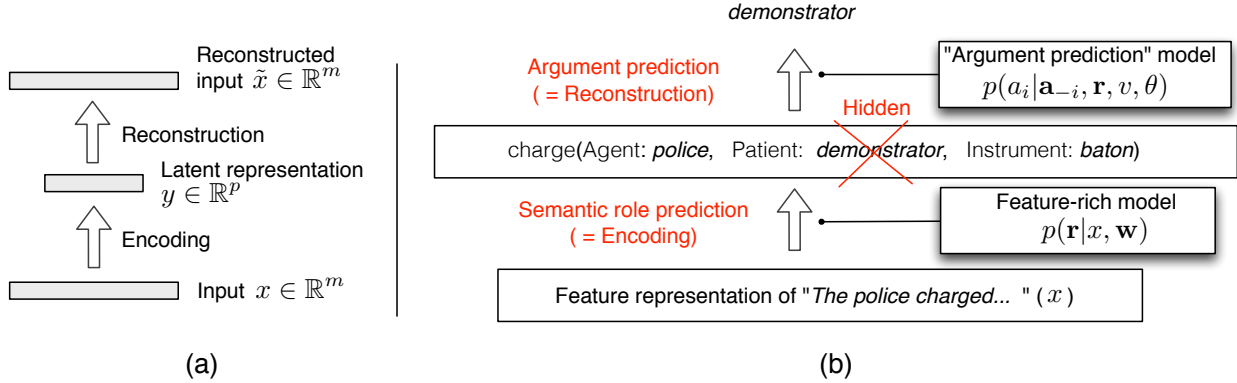 Reconstructed
input x̃ ∈ ℝ^m
Reconstruction
Latent representation
y ∈ ℝ^p
Encoding
Input x ∈ ℝ^m
(a)
demonstrator
Argument prediction
( = Reconstruction)
"Argument prediction" model
p(a_i|a_{−i}, r, v, θ)
Hidden
charge(Agent: police, Patient: demonstrator, Instrument: baton)
Semantic role prediction
( = Encoding)
Feature-rich model
p(r|x, w)
Feature representation of "The police charged... " (x)
(b)